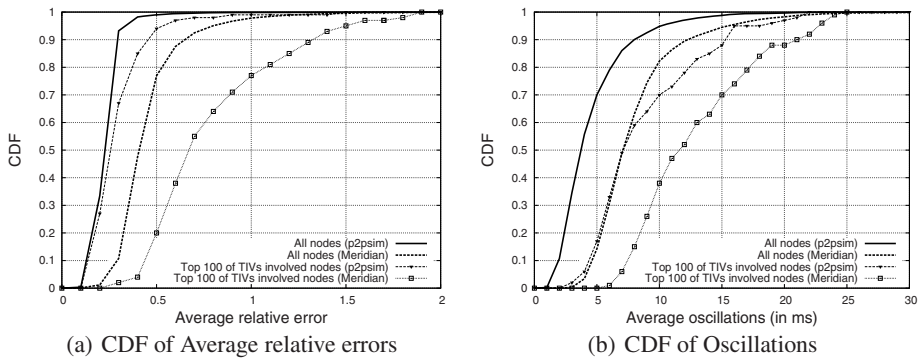 1
0.9
0.8
0.7
0.6
0.5
0.4
0.3
0.2
0.1
0
CDF
All nodes (p2psim)
All nodes (Meridian)
Top 100 of TIVs involved nodes (p2psim)
Top 100 of TIVs involved nodes (Meridian)
0 0.5 1 1.5 2
Average relative error
(a) CDF of Average relative errors
1
0.9
0.8
0.7
0.6
0.5
0.4
0.3
0.2
0.1
0
CDF
All nodes (p2psim)
All nodes (Meridian)
Top 100 of TIVs involved nodes (p2psim)
Top 100 of TIVs involved nodes (Meridian)
0 5 10 15 20 25 30
Average oscillations (in ms)
(b) CDF of Oscillations